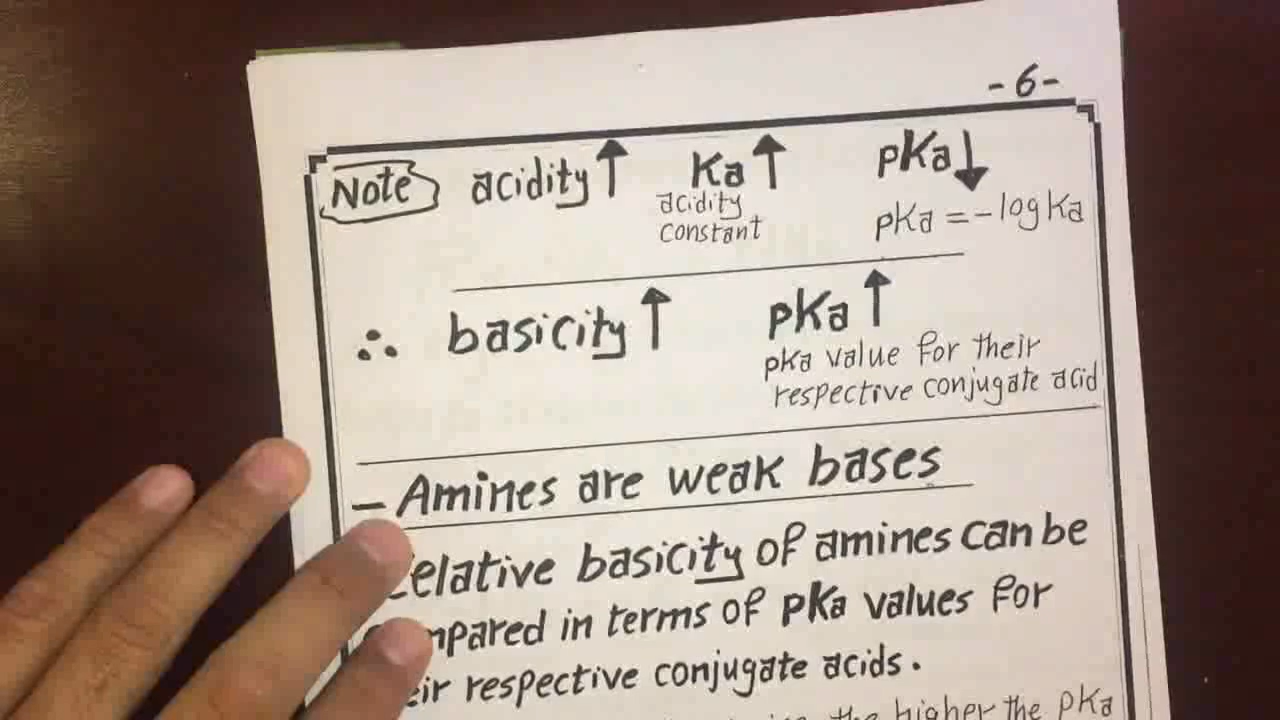 -6-
Note acidity↑ Ka↑ pKa↓
acidity
constant
pKa = -log Ka
∴ basicity↑ pKa↑
pka value for their
respective conjugate acid
- Amines are weak bases
elative basicity of amines can be
mpared in terms of pKa values for
eir respective conjugate acids.
the higher the pKa